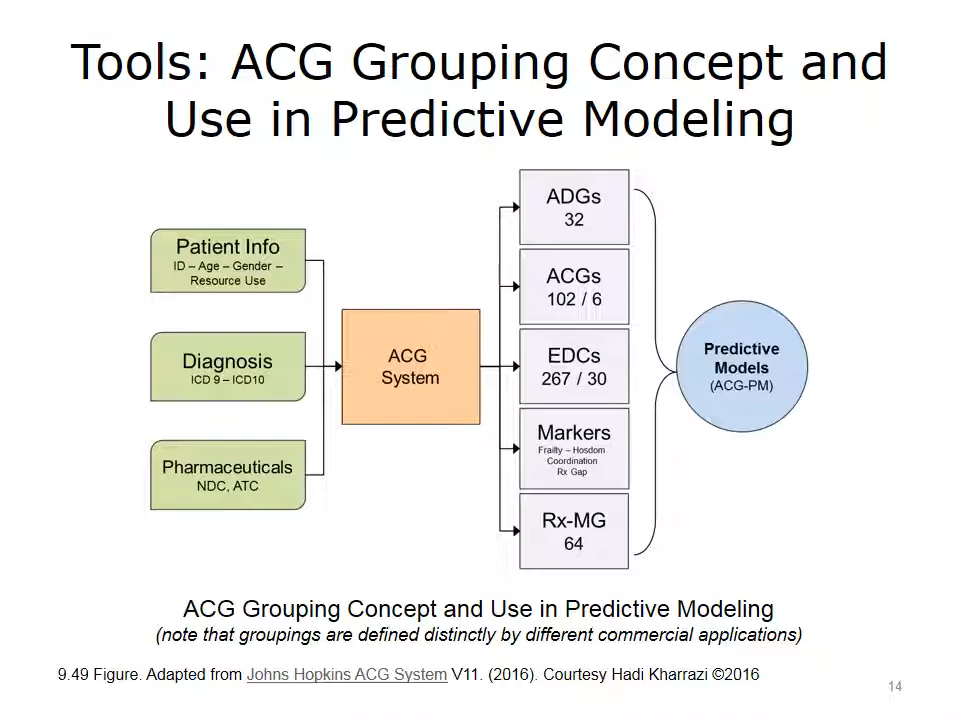 Tools: ACG Grouping Concept and
Use in Predictive Modeling
Patient Info
ID – Age – Gender –
Resource Use
Diagnosis
ICD 9 – ICD10
Pharmaceuticals
NDC, ATC
ACG
System
ADGs
32
ACGs
102 / 6
EDCs
267 / 30
Markers
Frailty – Hosdom
Coordination
Rx Gap
Rx-MG
64
Predictive
Models
(ACG-PM)
ACG Grouping Concept and Use in Predictive Modeling
(note that groupings are defined distinctly by different commercial applications)
9.49 Figure. Adapted from Johns Hopkins ACG System V11. (2016). Courtesy Hadi Kharrazi ©2016
14